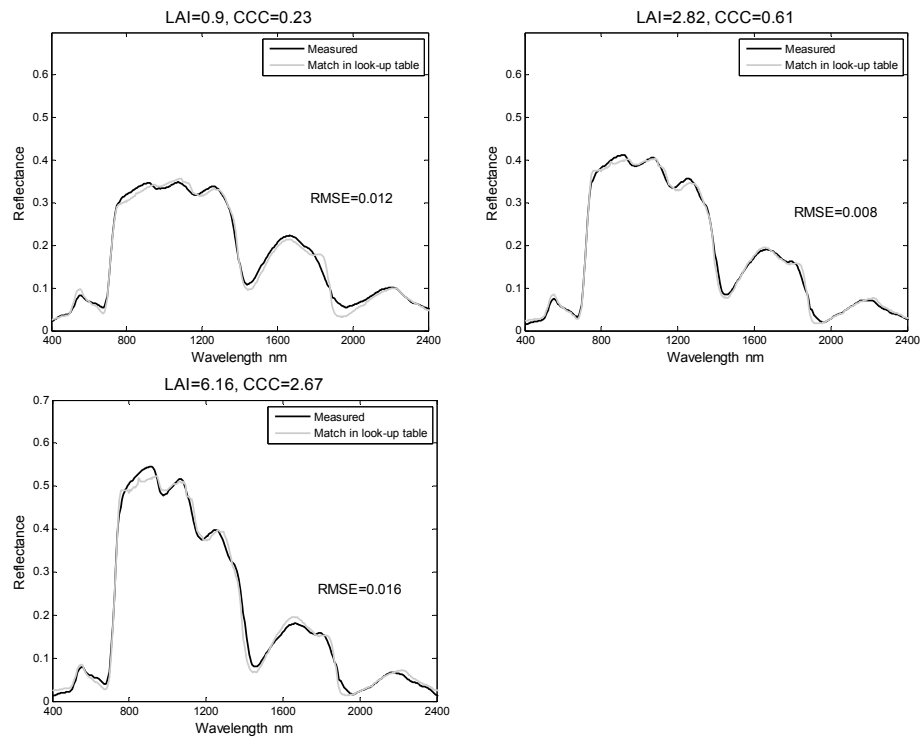 LAI=0.9, CCC=0.23
Measured
Match in look-up table
RMSE=0.012
Reflectance
0.6
0.5
0.4
0.3
0.2
0.1
0
400 800 1200 1600 2000 2400
Wavelength nm
LAI=2.82, CCC=0.61
Measured
Match in look-up table
RMSE=0.008
Reflectance
0.6
0.5
0.4
0.3
0.2
0.1
0
400 800 1200 1600 2000 2400
Wavelength nm
LAI=6.16, CCC=2.67
Measured
Match in look-up table
RMSE=0.016
Reflectance
0.7
0.6
0.5
0.4
0.3
0.2
0.1
0
400 800 1200 1600 2000 2400
Wavelength nm